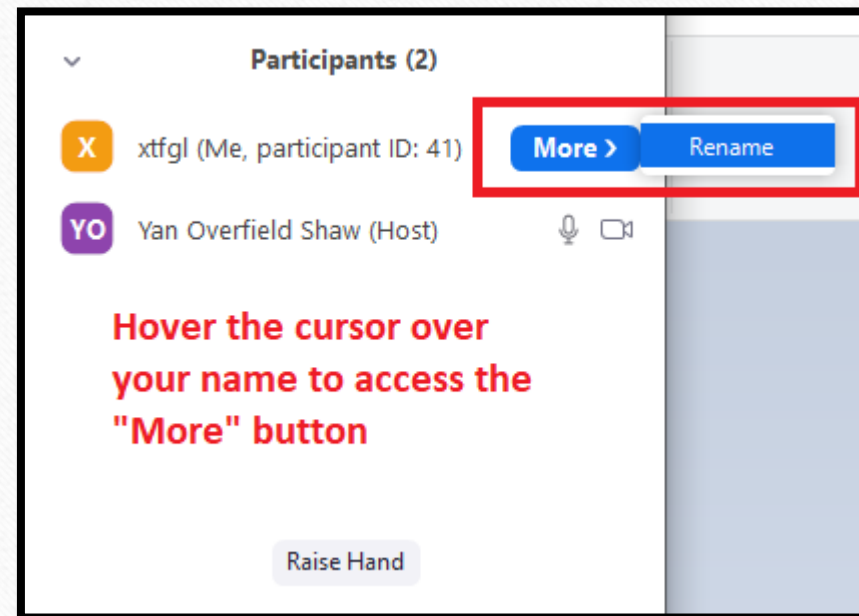 Participants (2)
X xtfgl (Me, participant ID: 41) More > Rename
YO Yan Overfield Shaw (Host)
Hover the cursor over
your name to access the
"More" button
Raise Hand